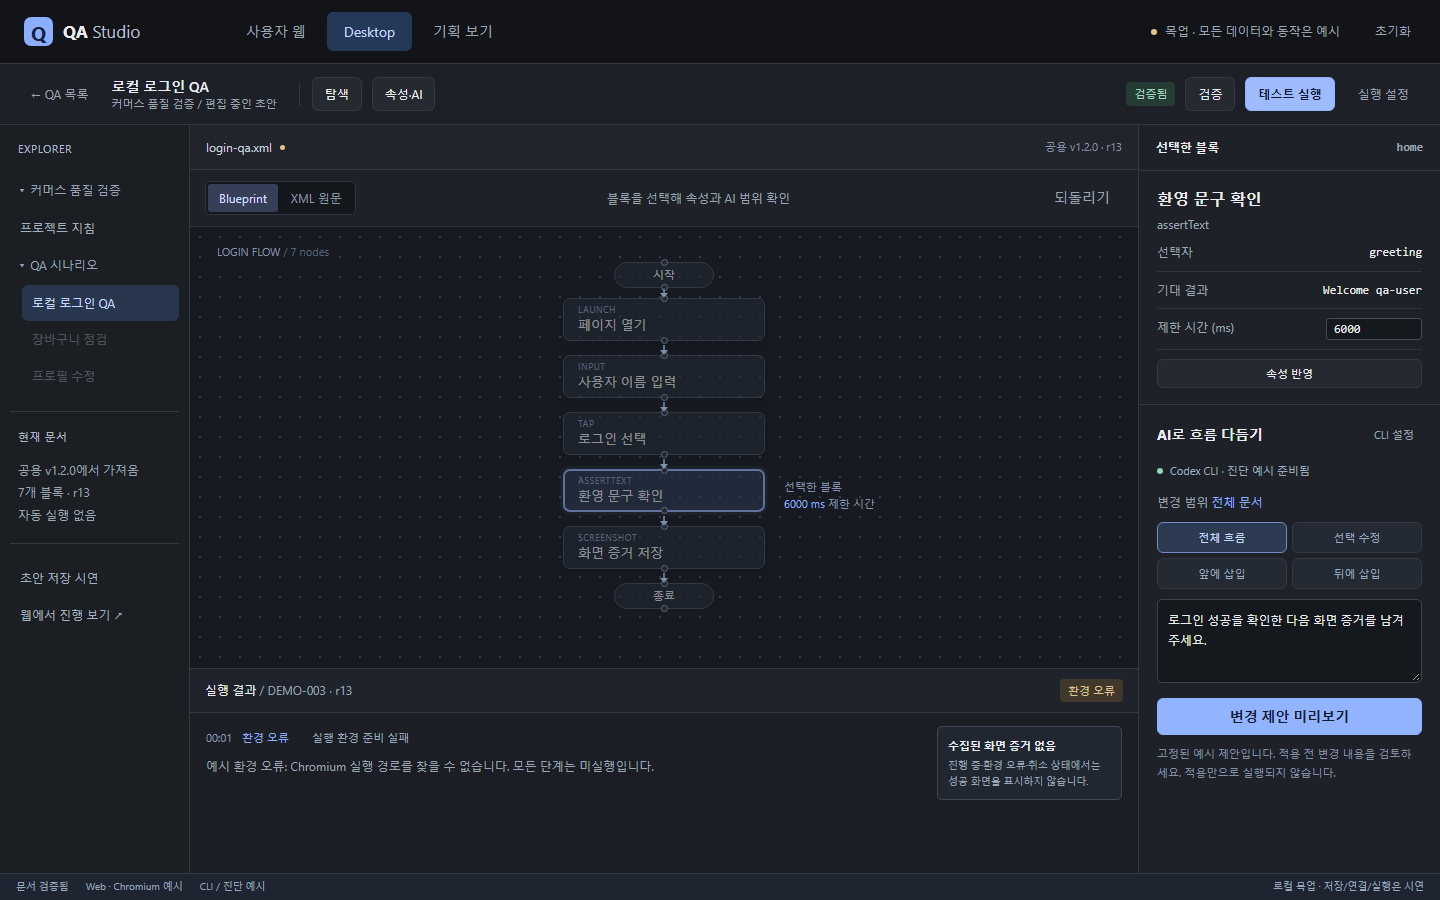 Q QA Studio
사용자 웹
Desktop
기획 보기
목업 · 모든 데이터와 동작은 예시
초기화
← QA 목록
로컬 로그인 QA
커머스 품질 검증 / 편집 중인 초안
탐색
속성·AI
검증됨
검증
테스트 실행
실행 설정
EXPLORER
▾ 커머스 품질 검증
프로젝트 지침
▾ QA 시나리오
로컬 로그인 QA
장바구니 점검
프로필 수정
현재 문서
공용 v1.2.0에서 가져옴
7개 블록 · r13
자동 실행 없음
초안 저장 시연
웹에서 진행 보기 ↗
login-qa.xml
공용 v1.2.0 · r13
Blueprint
XML 원문
블록을 선택해 속성과 AI 범위 확인
되돌리기
LOGIN FLOW / 7 nodes
시작
LAUNCH
페이지 열기
INPUT
사용자 이름 입력
TAP
로그인 선택
ASSERTTEXT
환영 문구 확인
선택한 블록
6000 ms 제한 시간
SCREENSHOT
화면 증거 저장
종료
실행 결과 / DEMO-003 · r13
환경 오류
00:01 환경 오류 실행 환경 준비 실패
예시 환경 오류: Chromium 실행 경로를 찾을 수 없습니다. 모든 단계는 미실행입니다.
수집된 화면 증거 없음
진행 중·환경 오류·취소 상태에서는
성공 화면을 표시하지 않습니다.
선택한 블록
home
환영 문구 확인
assertText
선택자
greeting
기대 결과
Welcome qa-user
제한 시간 (ms)
6000
속성 반영
AI로 흐름 다듬기
CLI 설정
Codex CLI · 진단 예시 준비됨
변경 범위 전체 문서
전체 흐름
선택 수정
앞에 삽입
뒤에 삽입
로그인 성공을 확인한 다음 화면 증거를 남겨
주세요.
변경 제안 미리보기
고정된 예시 제안입니다. 적용 전 변경 내용을 검토하
세요. 적용만으로 실행되지 않습니다.
문서 검증됨
Web · Chromium 예시
CLI / 진단 예시
로컬 목업 · 저장/연결/실행은 시연